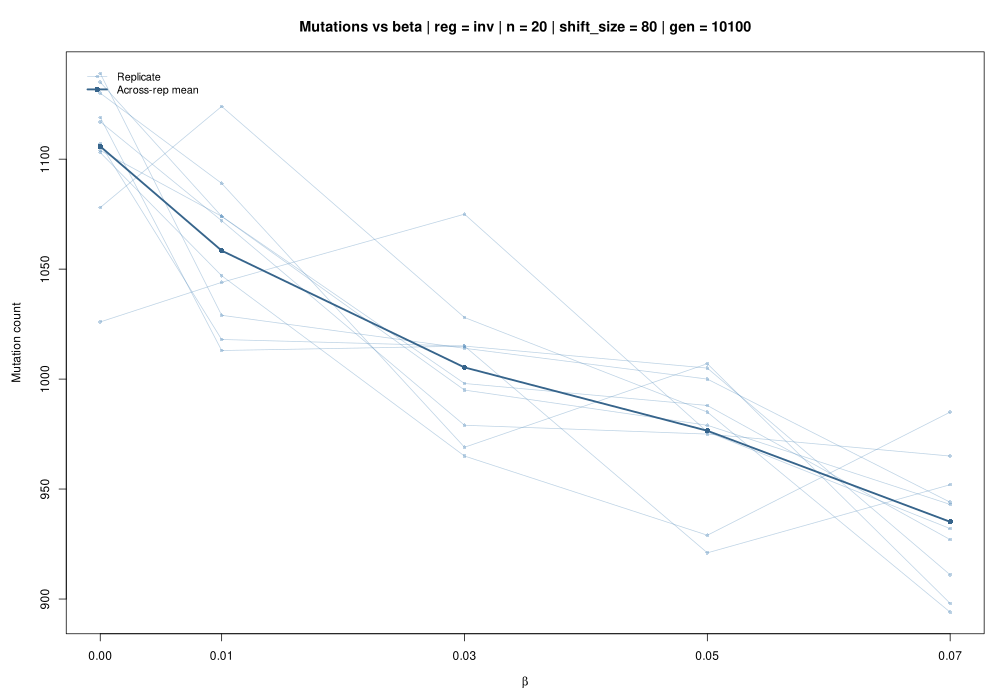 Mutations vs beta | reg = inv | n = 20 | shift_size = 80 | gen = 10100
Replicate
Across-rep mean
Mutation count
1100
1050
1000
950
900
0.00 0.01 0.03 0.05 0.07
β